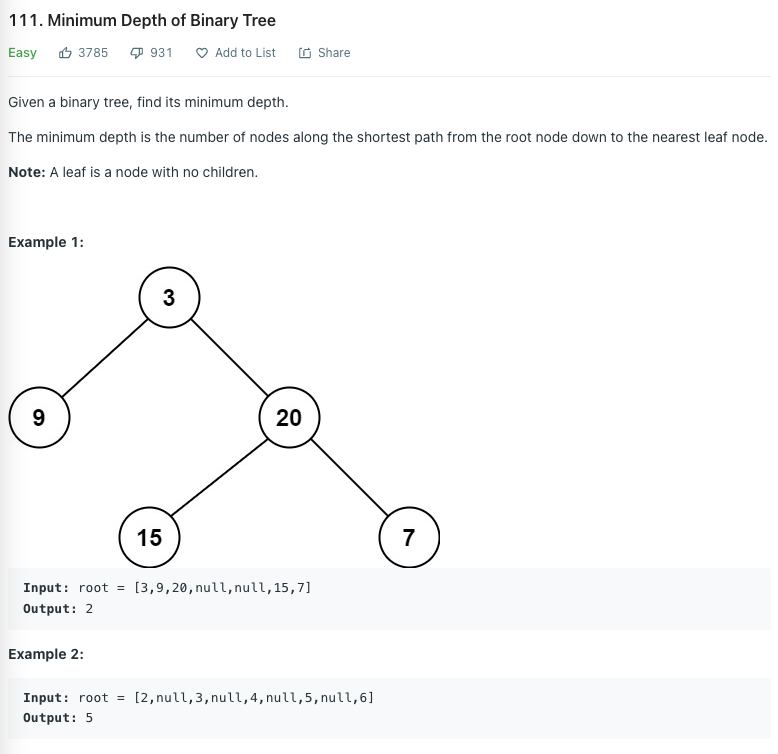 111. Minimum Depth of Binary Tree
Easy 3785 931 Add to List Share
Given a binary tree, find its minimum depth.
The minimum depth is the number of nodes along the shortest path from the root node down to the nearest leaf node.
Note: A leaf is a node with no children.
Example 1:
3
9 20
15 7
Input: root = [3,9,20,null,null,15,7]
Output: 2
Example 2:
Input: root = [2,null,3,null,4,null,5,null,6]
Output: 5